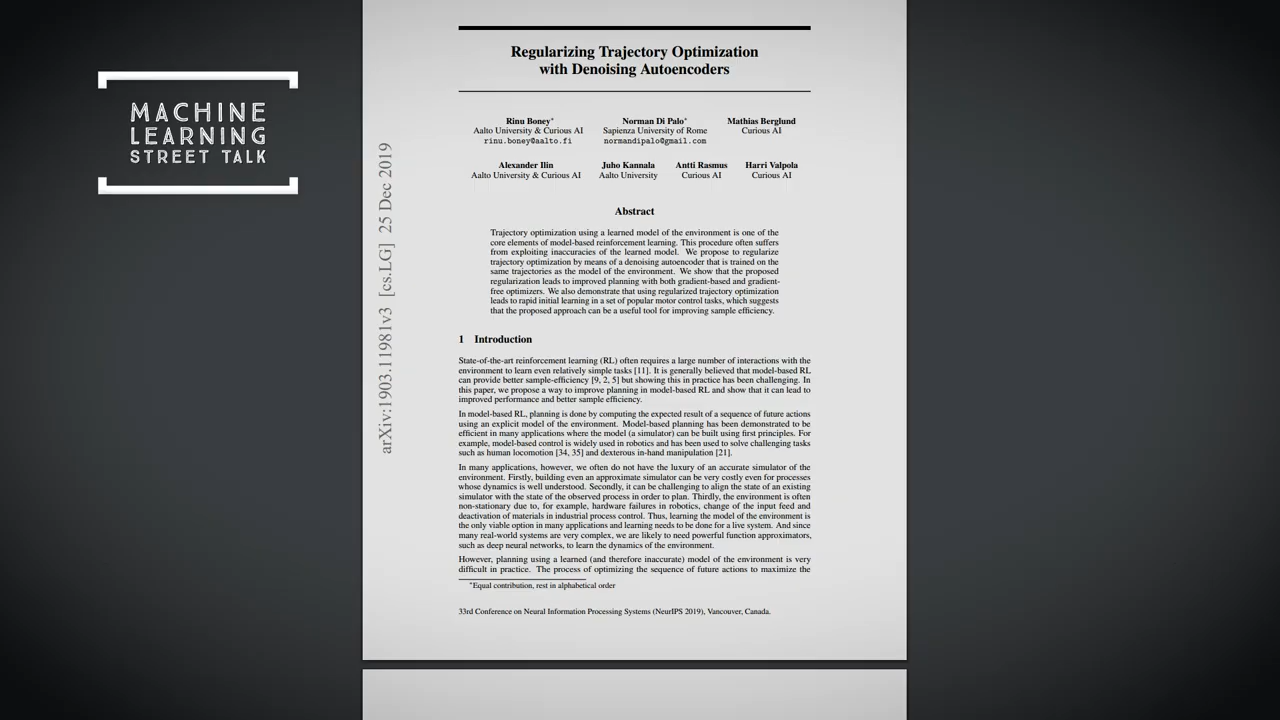 MACHINE
LEARNING
STREET TALK
arXiv:1903.11981v3 [cs.LG] 25 Dec 2019
Regularizing Trajectory Optimization
with Denoising Autoencoders
Rinu Boney*
Aalto University & Curious AI
rinu.boney@aalto.fi
Norman Di Palo*
Sapienza University of Rome
normandipalo@gmail.com
Mathias Berglund
Curious AI
Alexander Ilin
Aalto University & Curious AI
Juho Kannala
Aalto University
Antti Rasmus
Curious AI
Harri Valpola
Curious AI
Abstract
Trajectory optimization using a learned model of the environment is one of the
core elements of model-based reinforcement learning. This procedure often suffers
from exploiting inaccuracies of the learned model. We propose to regularize
trajectory optimization by means of a denoising autoencoder that is trained on the
same trajectories as the model of the environment. We show that the proposed
regularization leads to improved planning with both gradient-based and gradient-
free optimizers. We also demonstrate that using regularized trajectory optimization
leads to rapid initial learning in a set of popular motor control tasks, which suggests
that the proposed approach can be a useful tool for improving sample efficiency.
1 Introduction
State-of-the-art reinforcement learning (RL) often requires a large number of interactions with the
environment to learn even relatively simple tasks [11]. It is generally believed that model-based RL
can provide better sample-efficiency [9, 2, 5] but showing this in practice has been challenging. In
this paper, we propose a way to improve planning in model-based RL and show that it can lead to
improved performance and better sample efficiency.
In model-based RL, planning is done by computing the expected result of a sequence of future actions
using an explicit model of the environment. Model-based planning has been demonstrated to be
efficient in many applications where the model (a simulator) can be built using first principles. For
example, model-based control is widely used in robotics and has been used to solve challenging tasks
such as human locomotion [34, 35] and dexterous in-hand manipulation [21].
In many applications, however, we often do not have the luxury of an accurate simulator of the
environment. Firstly, building even an approximate simulator can be very costly even for processes
whose dynamics is well understood. Secondly, it can be challenging to align the state of an existing
simulator with the state of the observed process in order to plan. Thirdly, the environment is often
non-stationary due to, for example, hardware failures in robotics, change of the input feed and
deactivation of materials in industrial process control. Thus, learning the model of the environment is
the only viable option in many applications and learning needs to be done for a live system. And since
many real-world systems are very complex, we are likely to need powerful function approximators,
such as deep neural networks, to learn the dynamics of the environment.
However, planning using a learned (and therefore inaccurate) model of the environment is very
difficult in practice. The process of optimizing the sequence of future actions to maximize the
*Equal contribution, rest in alphabetical order
33rd Conference on Neural Information Processing Systems (NeurIPS 2019), Vancouver, Canada.